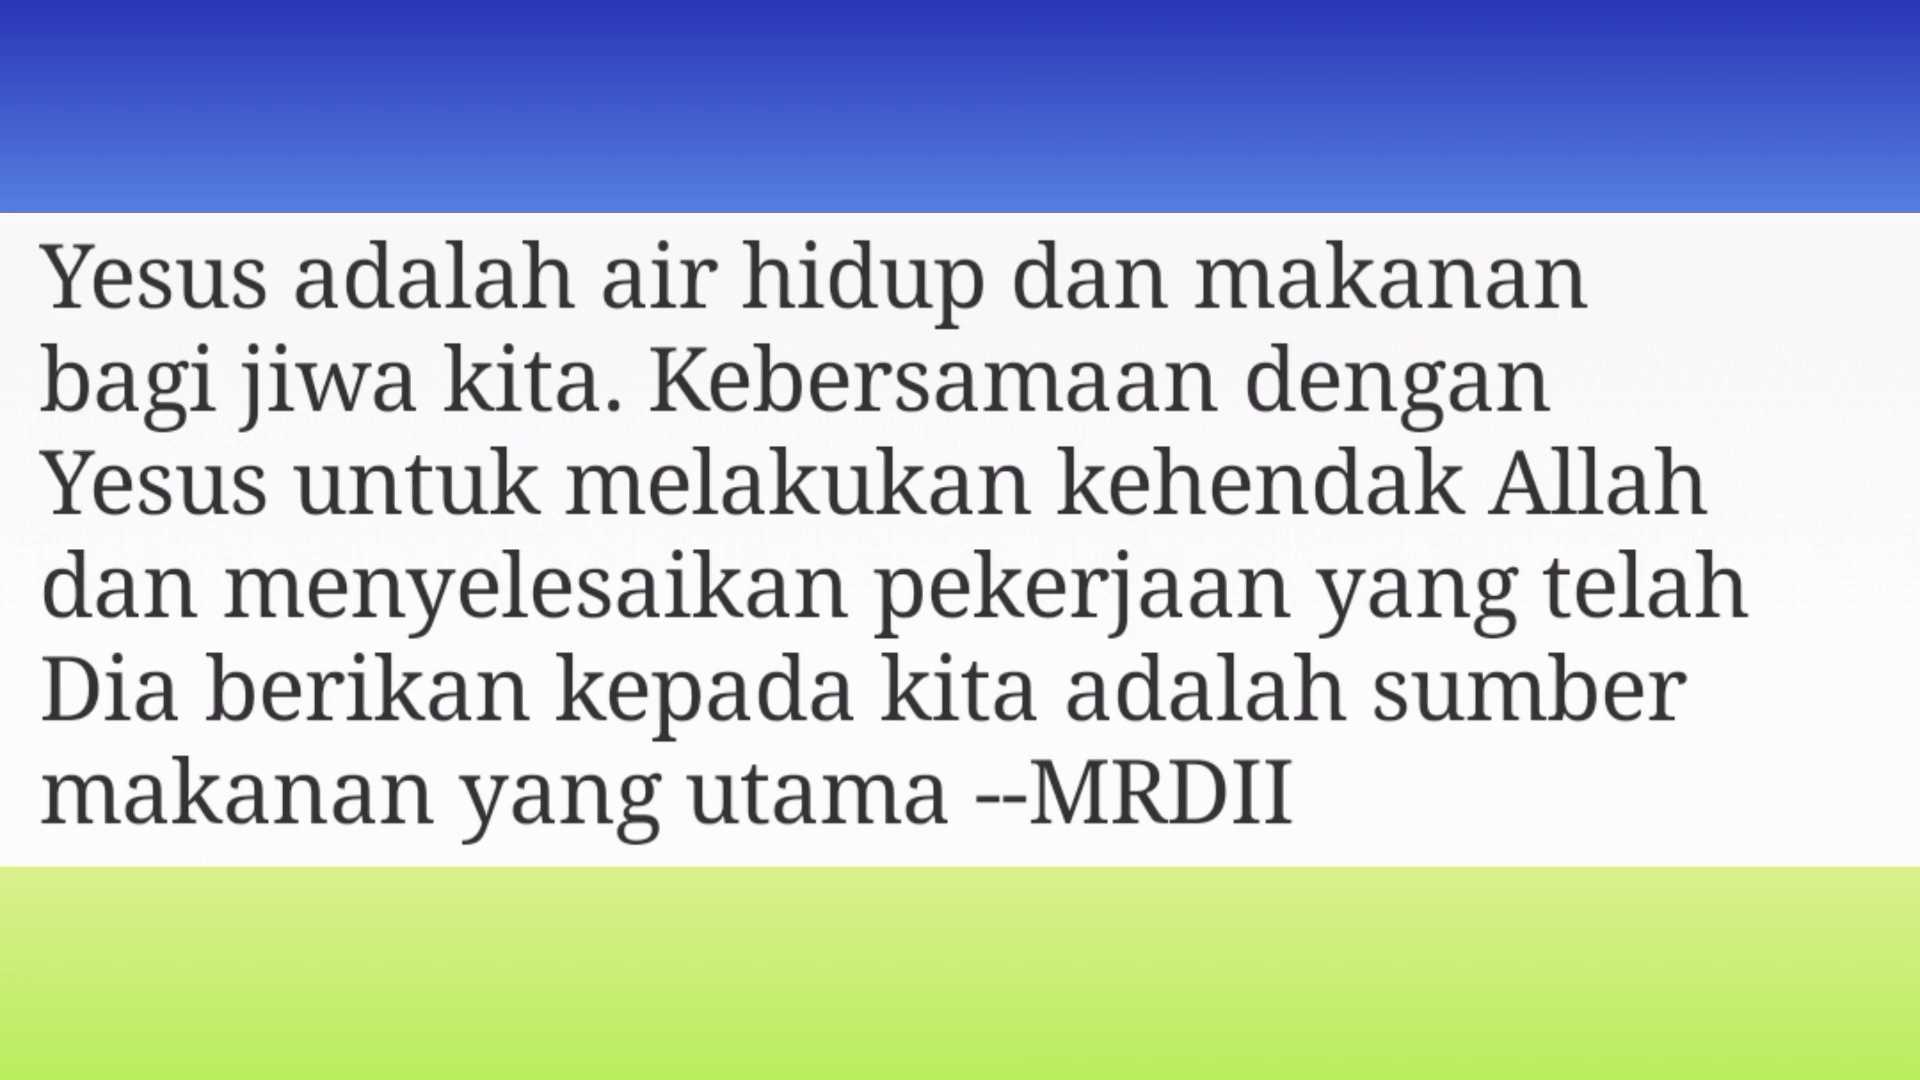 Yesus adalah air hidup dan makanan
bagi jiwa kita. Kebersamaan dengan
Yesus untuk melakukan kehendak Allah
dan menyelesaikan pekerjaan yang telah
Dia berikan kepada kita adalah sumber
makanan yang utama --MRDII